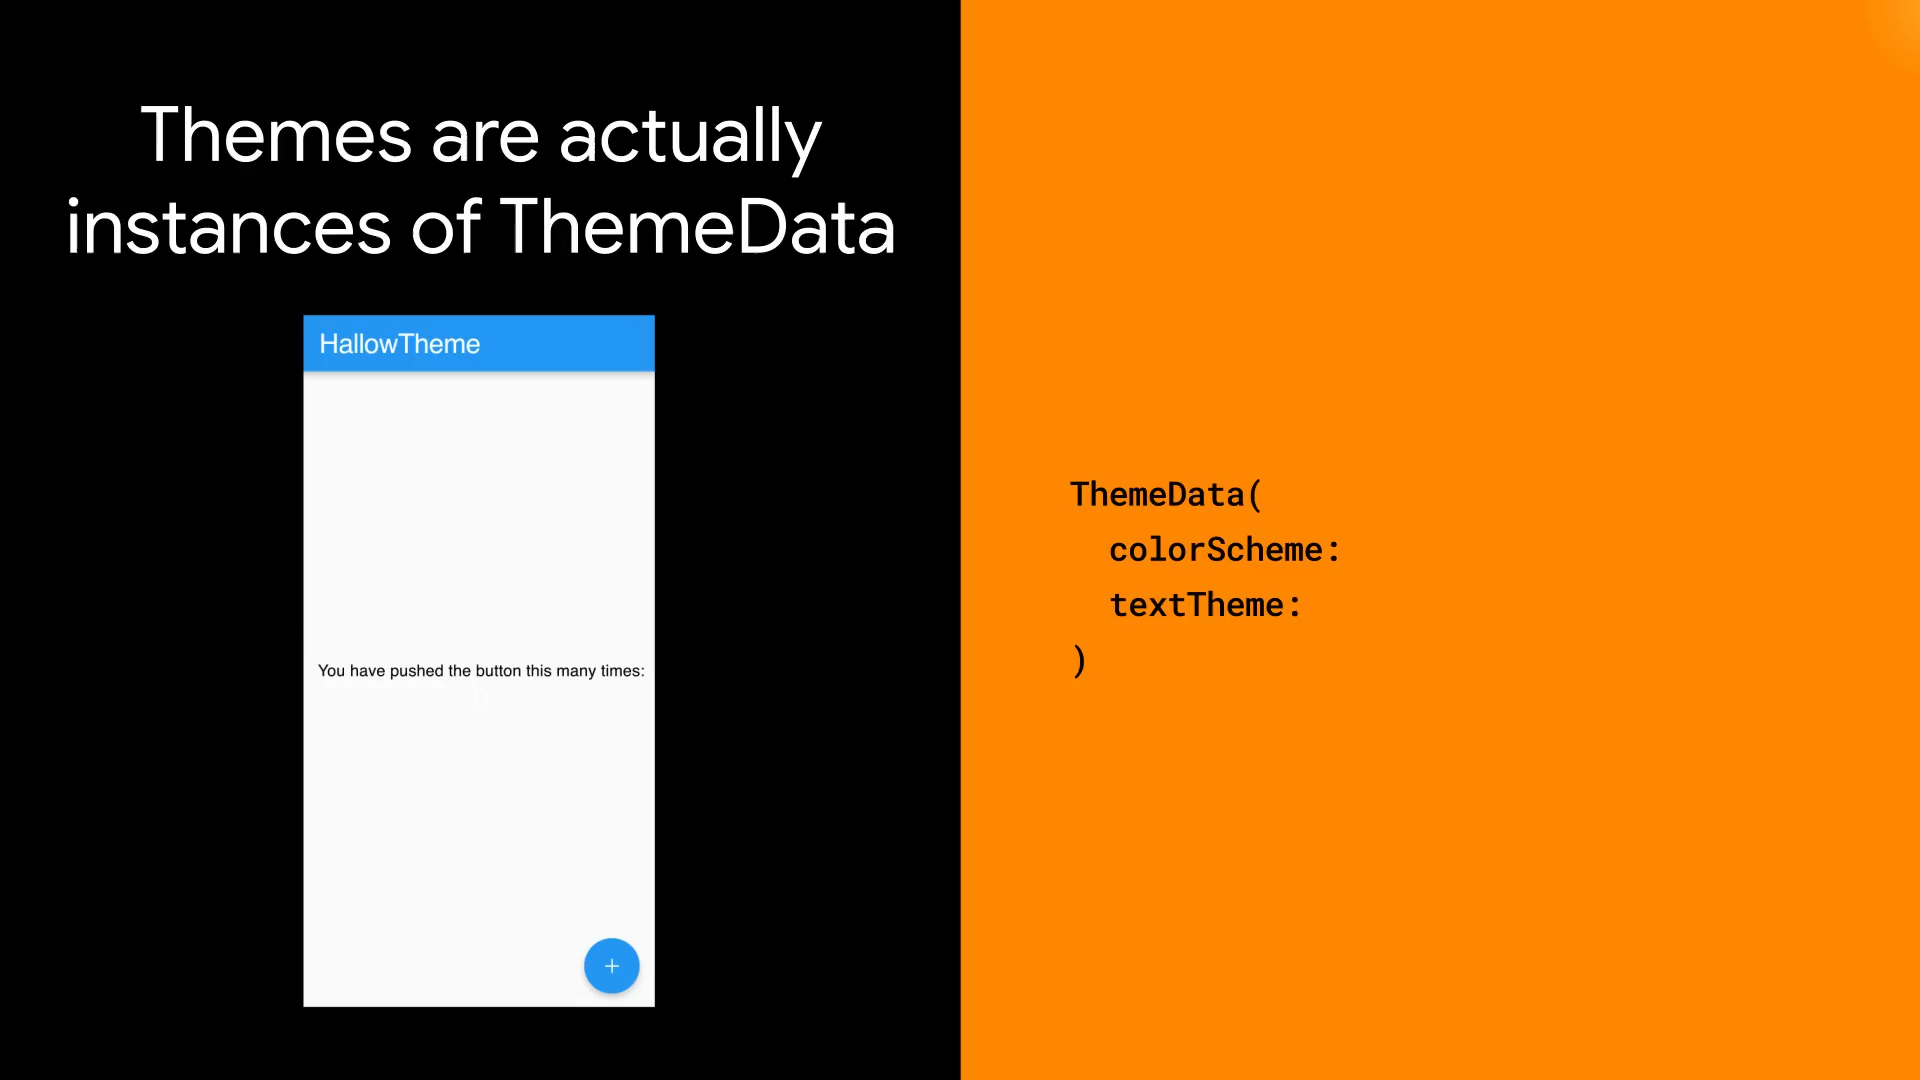 Themes are actually
instances of ThemeData
HallowTheme
You have pushed the button this many times:
+
ThemeData(
  colorScheme:
  textTheme:
)